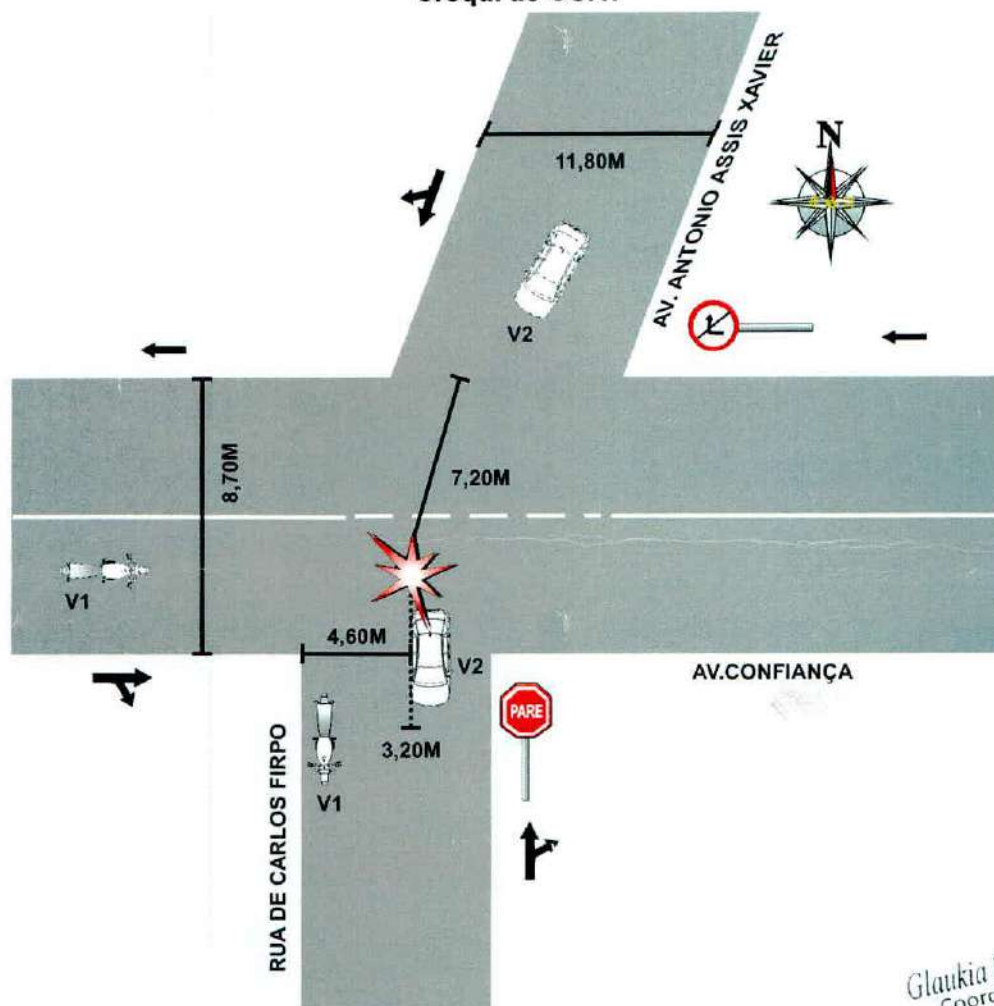 11,80M
AV. ANTONIO ASSIS XAVIER
N
V2
8,70M
7,20M
V1
4,60M
V2
AV.CONFIANÇA
PARE
3,20M
V1
RUA DE CARLOS FIRPO
Glaukia